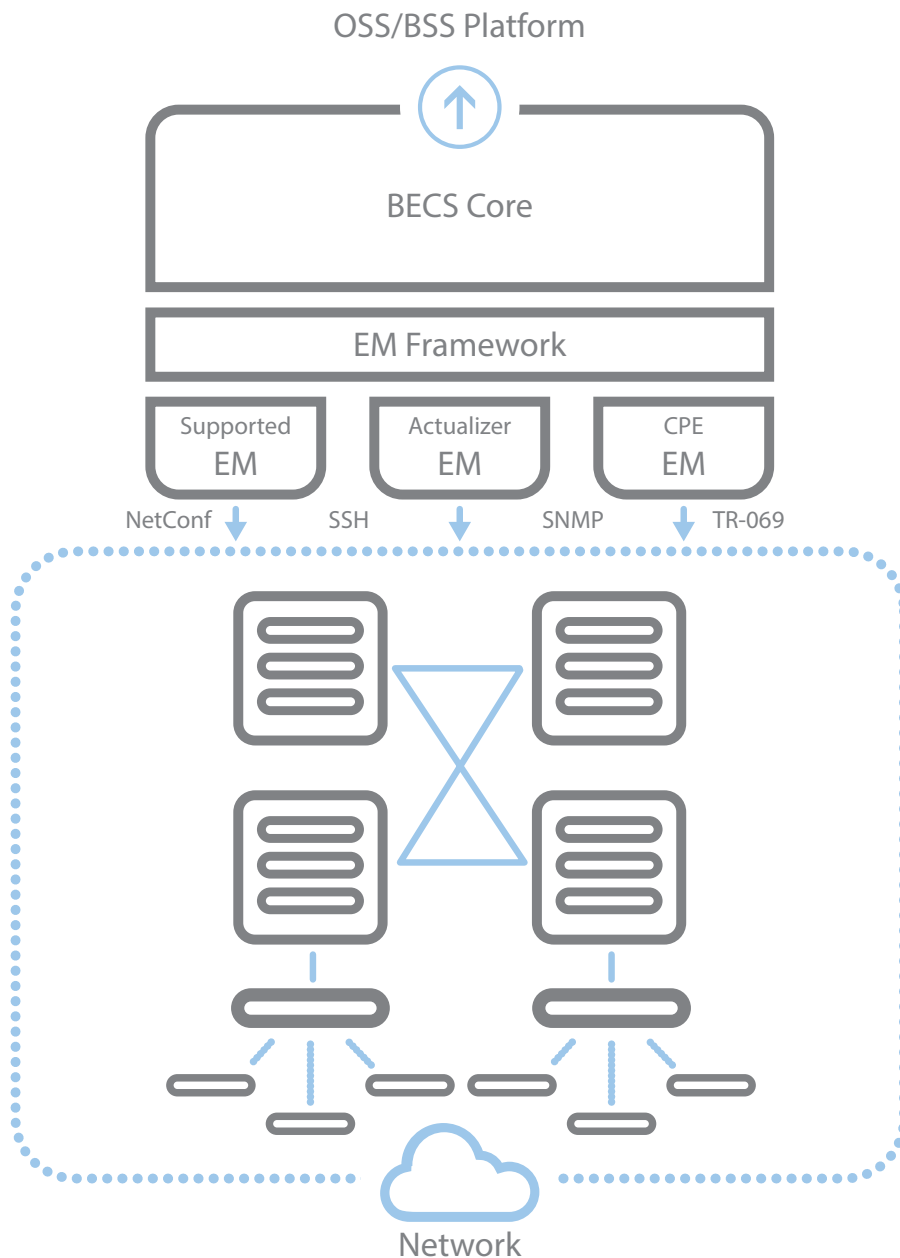 OSS/BSS Platform
BECS Core
EM Framework
Supported
EM
Actualizer
EM
CPE
EM
NetConf
SSH
SNMP
TR-069
Network